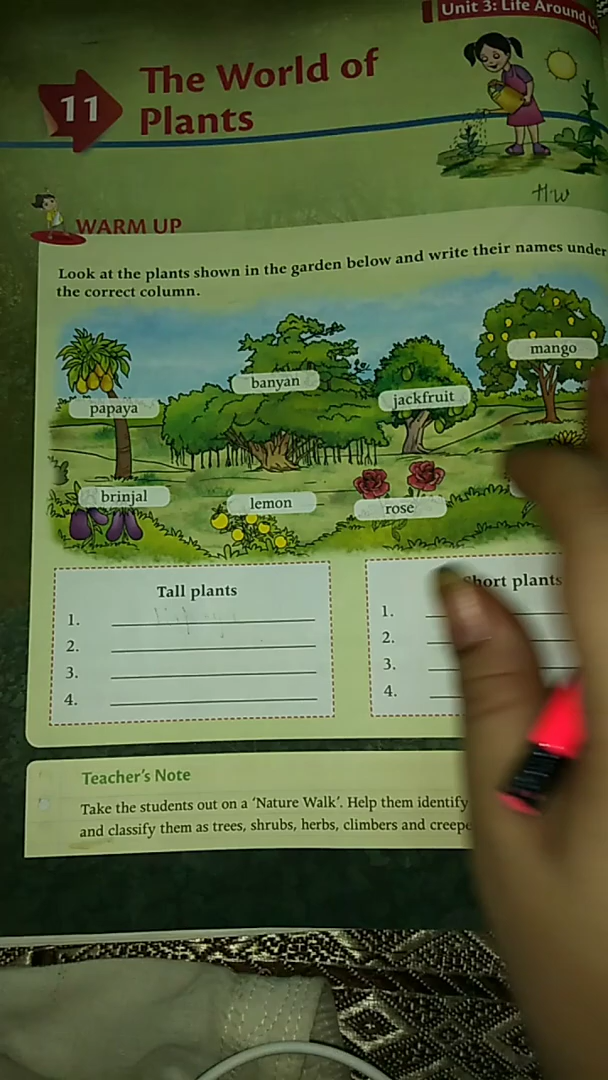 Unit 3: Life Around
11
The World of
Plants
HW
WARM UP
Look at the plants shown in the garden below and write their names under
the correct column.
papaya
banyan
jackfruit
mango
brinjal
lemon
rose
Tall plants
1.
2.
3.
4.
Short plants
1.
2.
3.
4.
Teacher's Note
Take the students out on a 'Nature Walk'. Help them identify
and classify them as trees, shrubs, herbs, climbers and